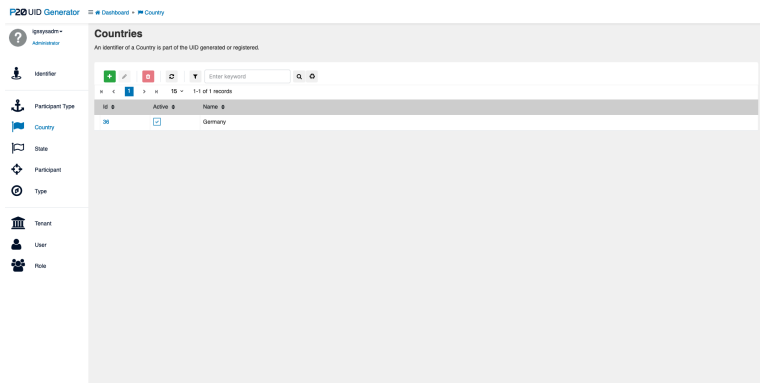 P20 UID Generator
Dashboard » Country
igssysadm
Administrator
Identifier
Participant Type
Country
State
Participant
Type
Tenant
User
Role
Countries
An identifier of a Country is part of the UID generated or registered.
Enter keyword
« < 1 > » 15 1-1 of 1 records
Id Active Name
36 Germany